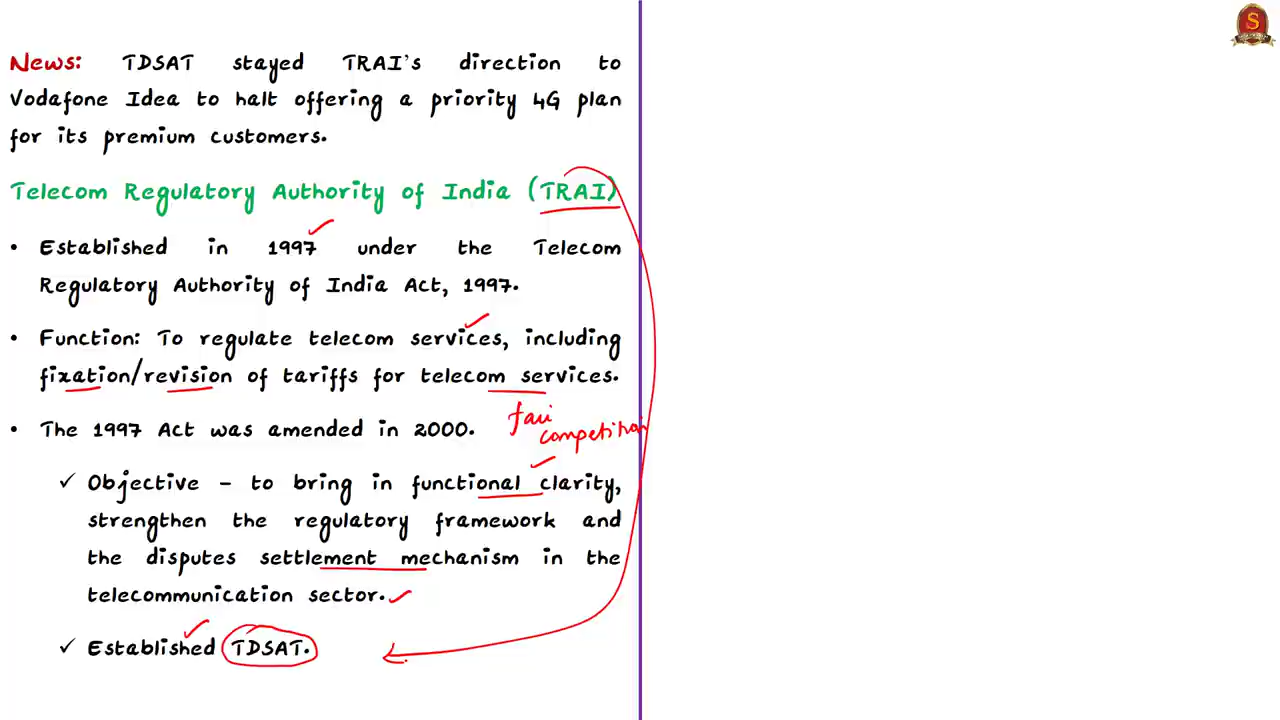 News: TDSAT stayed TRAI's direction to
Vodafone Idea to halt offering a priority 4G plan
for its premium customers.
Telecom Regulatory Authority of India (TRAI)
• Established in 1997 under the Telecom
Regulatory Authority of India Act, 1997.
• Function: To regulate telecom services, including
fixation/revision of tariffs for telecom services.
fair
competition
• The 1997 Act was amended in 2000.
✓ Objective – to bring in functional clarity,
strengthen the regulatory framework and
the disputes settlement mechanism in the
telecommunication sector.
✓ Established TDSAT.
S